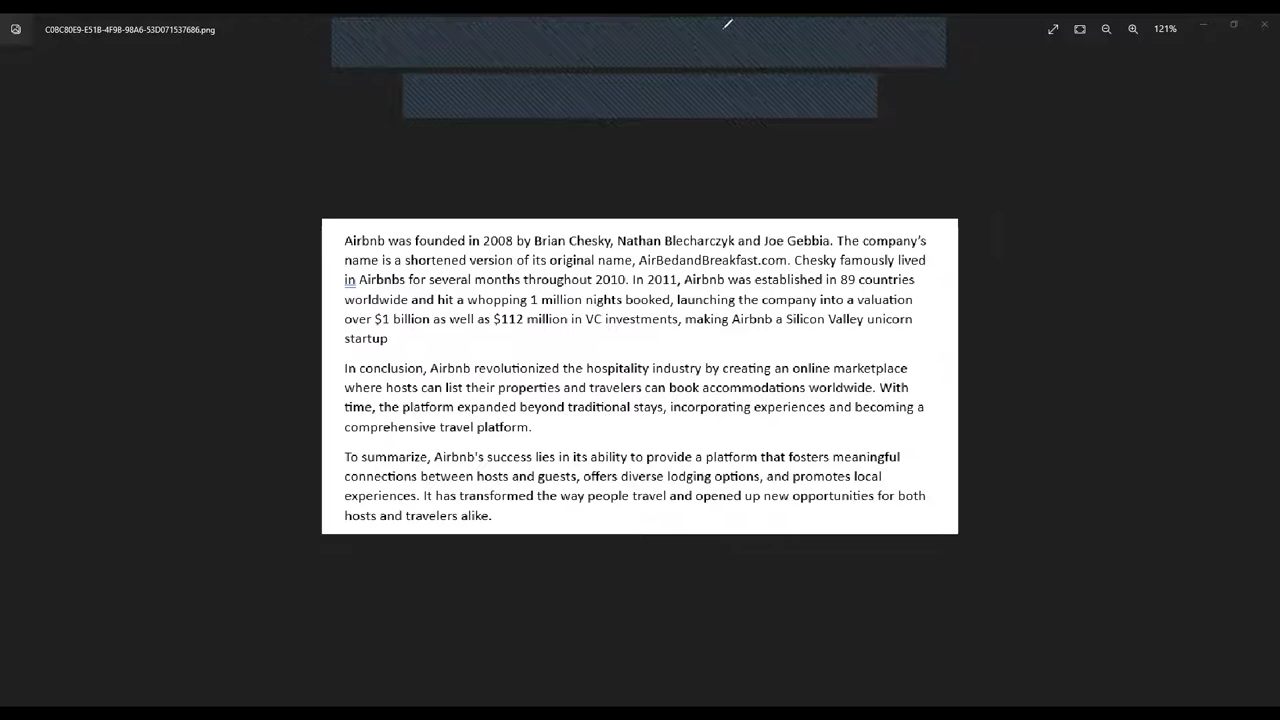 C0BC80E9-E51B-4F9B-98A6-53D071537686.png
121%
Airbnb was founded in 2008 by Brian Chesky, Nathan Blecharczyk and Joe Gebbia. The company’s
name is a shortened version of its original name, AirBedandBreakfast.com. Chesky famously lived
in Airbnbs for several months throughout 2010. In 2011, Airbnb was established in 89 countries
worldwide and hit a whopping 1 million nights booked, launching the company into a valuation
over $1 billion as well as $112 million in VC investments, making Airbnb a Silicon Valley unicorn
startup
In conclusion, Airbnb revolutionized the hospitality industry by creating an online marketplace
where hosts can list their properties and travelers can book accommodations worldwide. With
time, the platform expanded beyond traditional stays, incorporating experiences and becoming a
comprehensive travel platform.
To summarize, Airbnb's success lies in its ability to provide a platform that fosters meaningful
connections between hosts and guests, offers diverse lodging options, and promotes local
experiences. It has transformed the way people travel and opened up new opportunities for both
hosts and travelers alike.